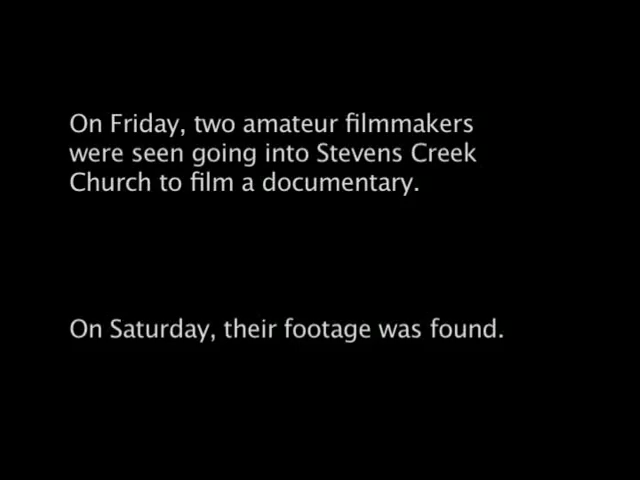 On Friday, two amateur filmmakers
were seen going into Stevens Creek
Church to film a documentary.
On Saturday, their footage was found.